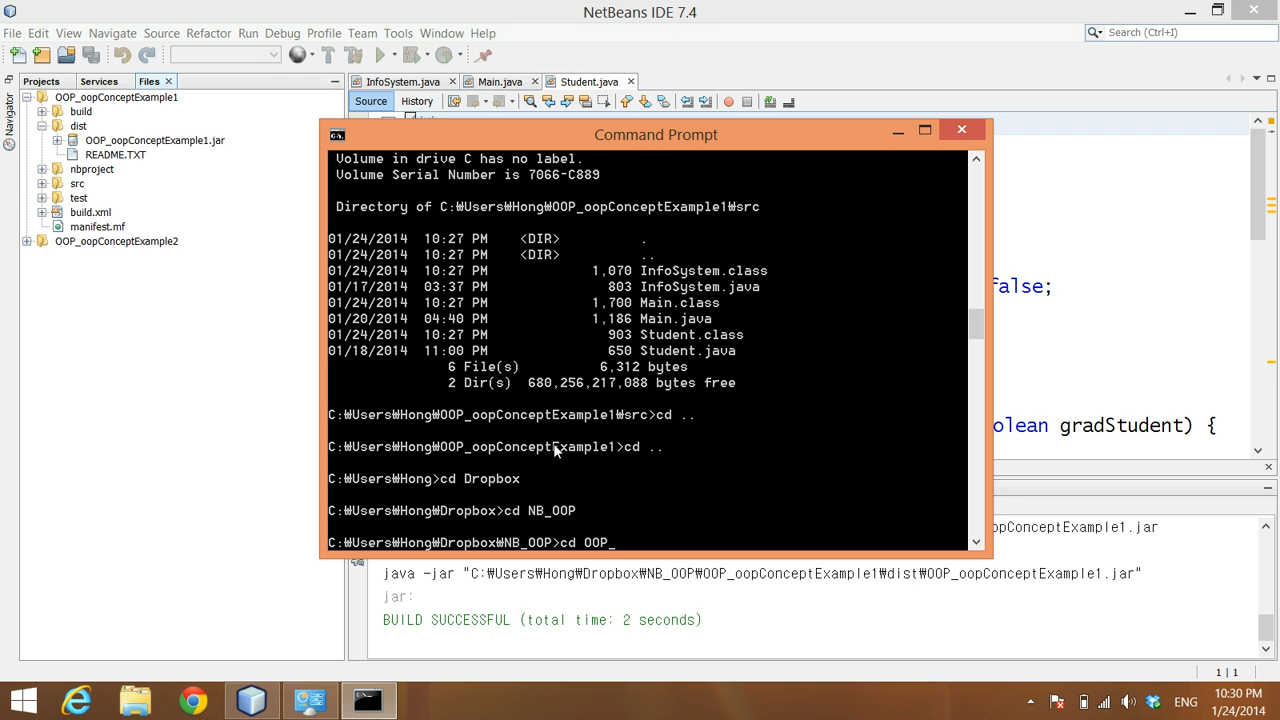 NetBeans IDE 7.4
File Edit View Navigate Source Refactor Run Debug Profile Team Tools Window Help
Search (Ctrl+I)
Projects Services Files
InfoSystem.java Main.java Student.java
Source History
Navigator
OOP_oopConceptExample1
build
dist
OOP_oopConceptExample1.jar
README.TXT
nbproject
src
test
build.xml
manifest.mf
OOP_oopConceptExample2
Command Prompt
Volume in drive C has no label.
Volume Serial Number is 7066-C889
Directory of C:₩Users₩Hong₩OOP_oopConceptExample1₩src
01/24/2014 10:27 PM <DIR> .
01/24/2014 10:27 PM <DIR> ..
01/24/2014 10:27 PM 1,070 InfoSystem.class
01/17/2014 03:37 PM 803 InfoSystem.java
01/24/2014 10:27 PM 1,700 Main.class
01/20/2014 04:40 PM 1,186 Main.java
01/24/2014 10:27 PM 903 Student.class
01/18/2014 11:00 PM 650 Student.java
6 File(s) 6,312 bytes
2 Dir(s) 680,256,217,088 bytes free
C:₩Users₩Hong₩OOP_oopConceptExample1₩src>cd ..
C:₩Users₩Hong₩OOP_oopConceptExample1>cd ..
C:₩Users₩Hong>cd Dropbox
C:₩Users₩Hong₩Dropbox>cd NB_OOP
C:₩Users₩Hong₩Dropbox₩NB_OOP>cd OOP_
alse;
olean gradStudent) {
pConceptExample1.jar
java -jar "C:₩Users₩Hong₩Dropbox₩NB_OOP₩OOP_oopConceptExample1₩dist₩OOP_oopConceptExample1.jar"
jar:
BUILD SUCCESSFUL (total time: 2 seconds)
1|1
ENG
10:30 PM
1/24/2014